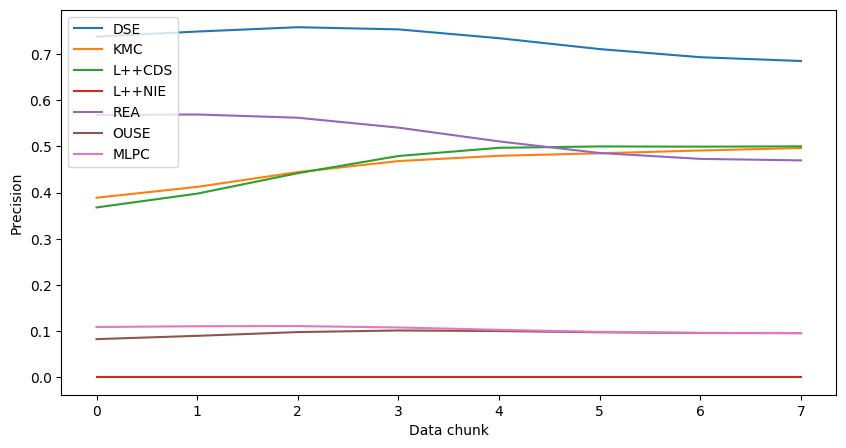 DSE
KMC
L++CDS
L++NIE
REA
OUSE
MLPC
Precision
0.7
0.6
0.5
0.4
0.3
0.2
0.1
0.0
0 1 2 3 4 5 6 7
Data chunk